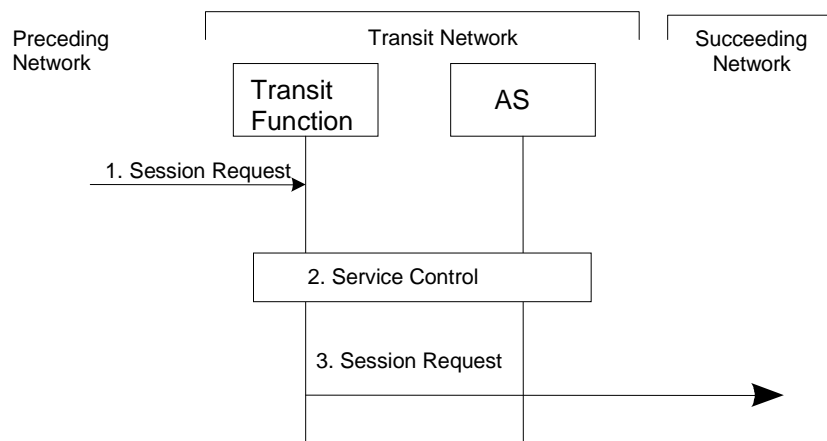 Preceding
Network
Transit Network
Succeeding
Network
Transit
Function
AS
1. Session Request
2. Service Control
3. Session Request